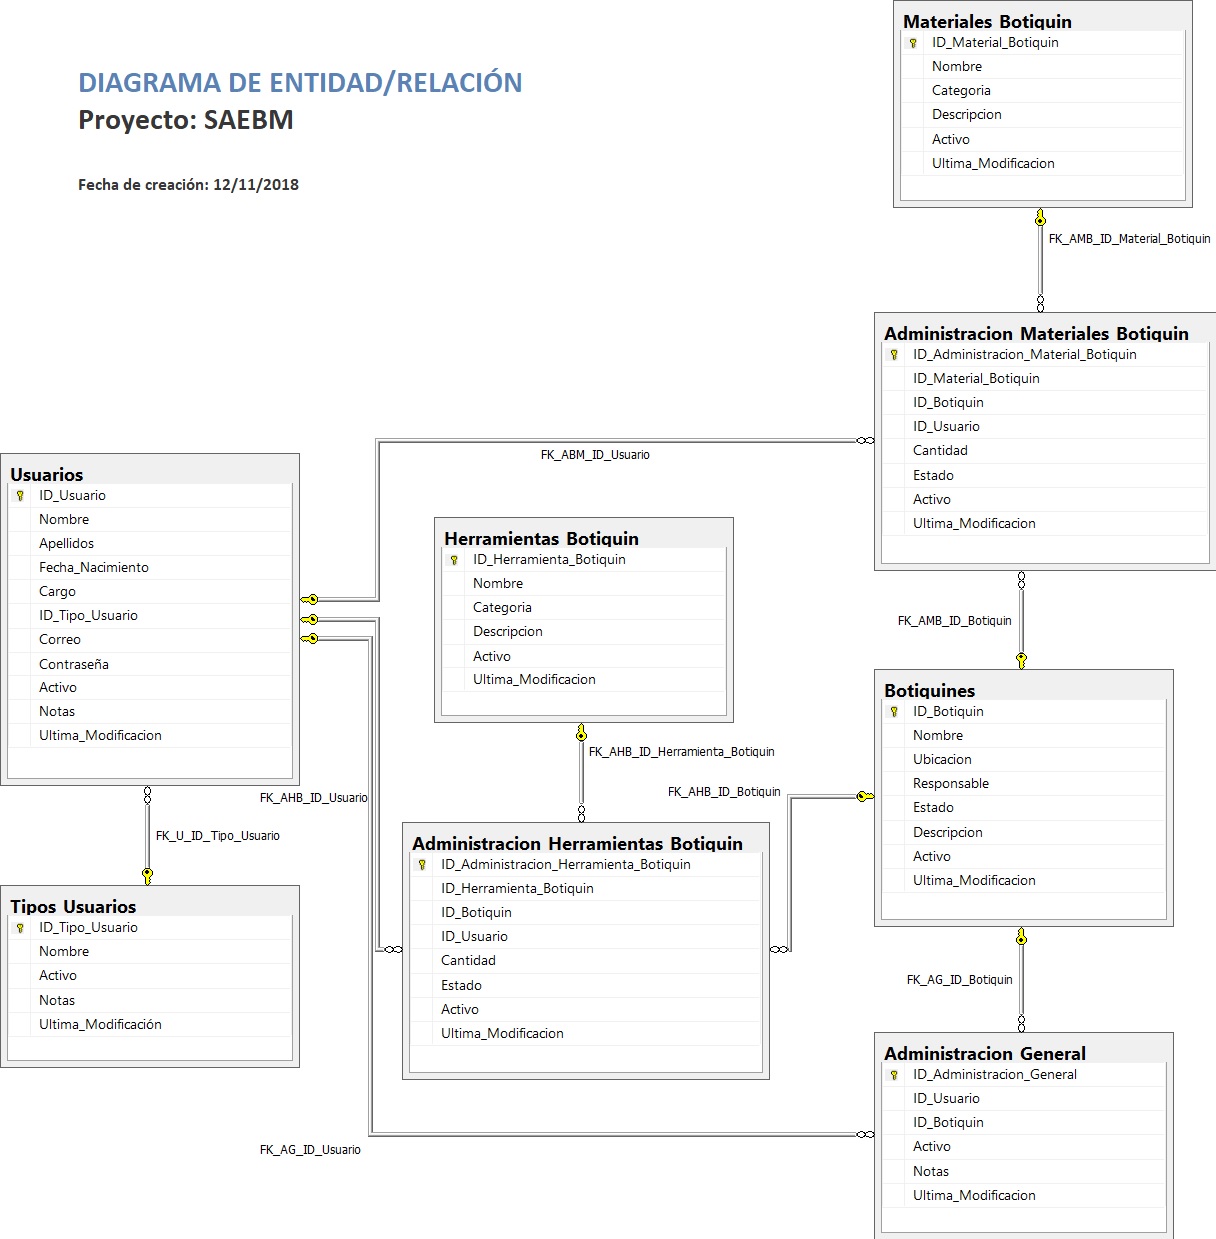 DIAGRAMA DE ENTIDAD/RELACIÓN
Proyecto: SAEBM
Fecha de creación: 12/11/2018
Materiales Botiquin
ID_Material_Botiquin
Nombre
Categoria
Descripcion
Activo
Ultima_Modificacion
FK_AMB_ID_Material_Botiquin
Administracion Materiales Botiquin
ID_Administracion_Material_Botiquin
ID_Material_Botiquin
ID_Botiquin
ID_Usuario
Cantidad
Estado
Activo
Ultima_Modificacion
FK_ABM_ID_Usuario
Usuarios
ID_Usuario
Nombre
Apellidos
Fecha_Nacimiento
Cargo
ID_Tipo_Usuario
Correo
Contraseña
Activo
Notas
Ultima_Modificacion
Herramientas Botiquin
ID_Herramienta_Botiquin
Nombre
Categoria
Descripcion
Activo
Ultima_Modificacion
FK_AMB_ID_Botiquin
Botiquines
ID_Botiquin
Nombre
Ubicacion
Responsable
Estado
Descripcion
Activo
Ultima_Modificacion
FK_AHB_ID_Herramienta_Botiquin
FK_AHB_ID_Botiquin
FK_AHB_ID_Usuario
FK_U_ID_Tipo_Usuario
Administracion Herramientas Botiquin
ID_Administracion_Herramienta_Botiquin
ID_Herramienta_Botiquin
ID_Botiquin
ID_Usuario
Cantidad
Estado
Activo
Ultima_Modificacion
Tipos Usuarios
ID_Tipo_Usuario
Nombre
Activo
Notas
Ultima_Modificación
FK_AG_ID_Botiquin
Administracion General
ID_Administracion_General
ID_Usuario
ID_Botiquin
Activo
Notas
Ultima_Modificacion
FK_AG_ID_Usuario